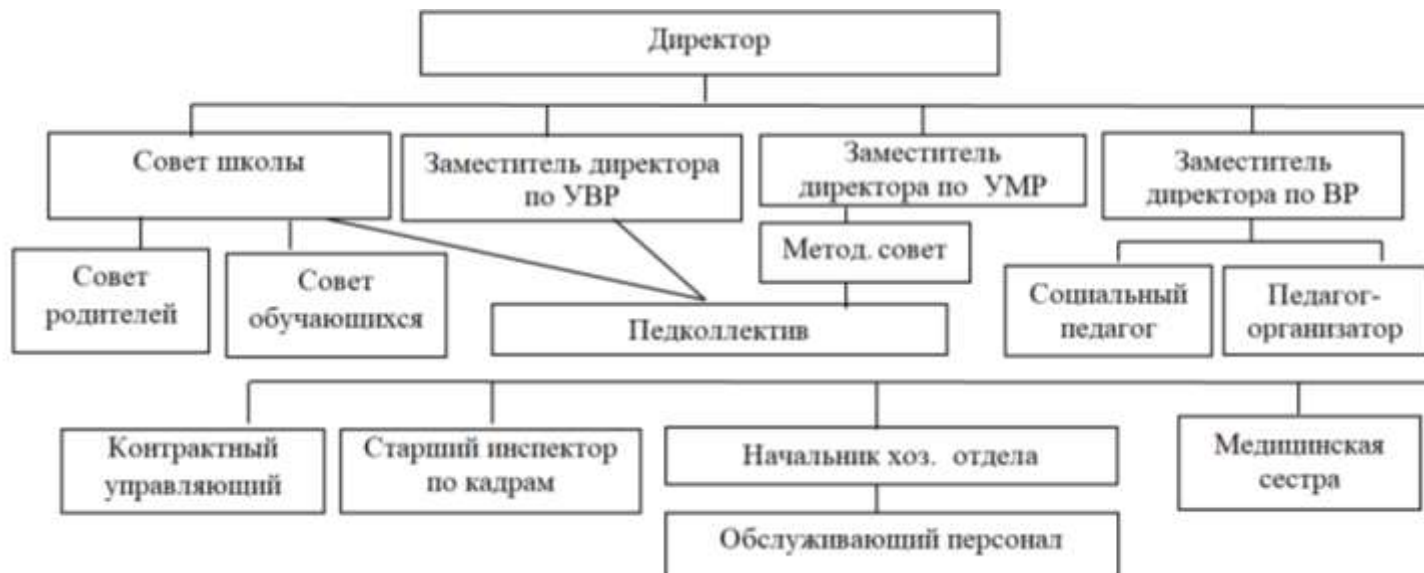 Директор
Совет школы
Заместитель директора
по УВР
Заместитель
директора по УМР
Заместитель
директора по ВР
Метод. совет
Совет
родителей
Совет
обучающихся
Педколлектив
Социальный
педагог
Педагог-
организатор
Контрактный
управляющий
Старший инспектор
по кадрам
Начальник хоз. отдела
Медицинская
сестра
Обслуживающий персонал